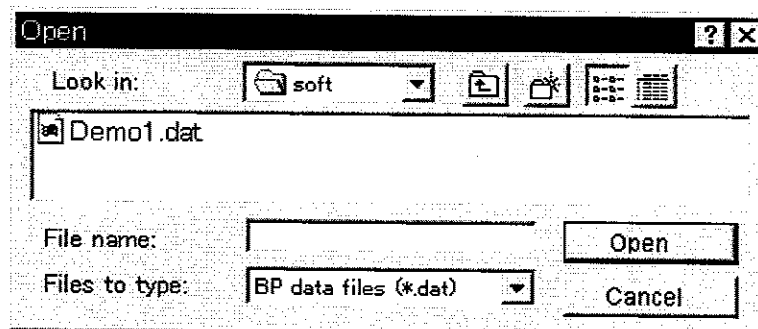 Open
Look in: soft
Demo1.dat
File name: Open
Files to type: BP data files (*.dat) Cancel